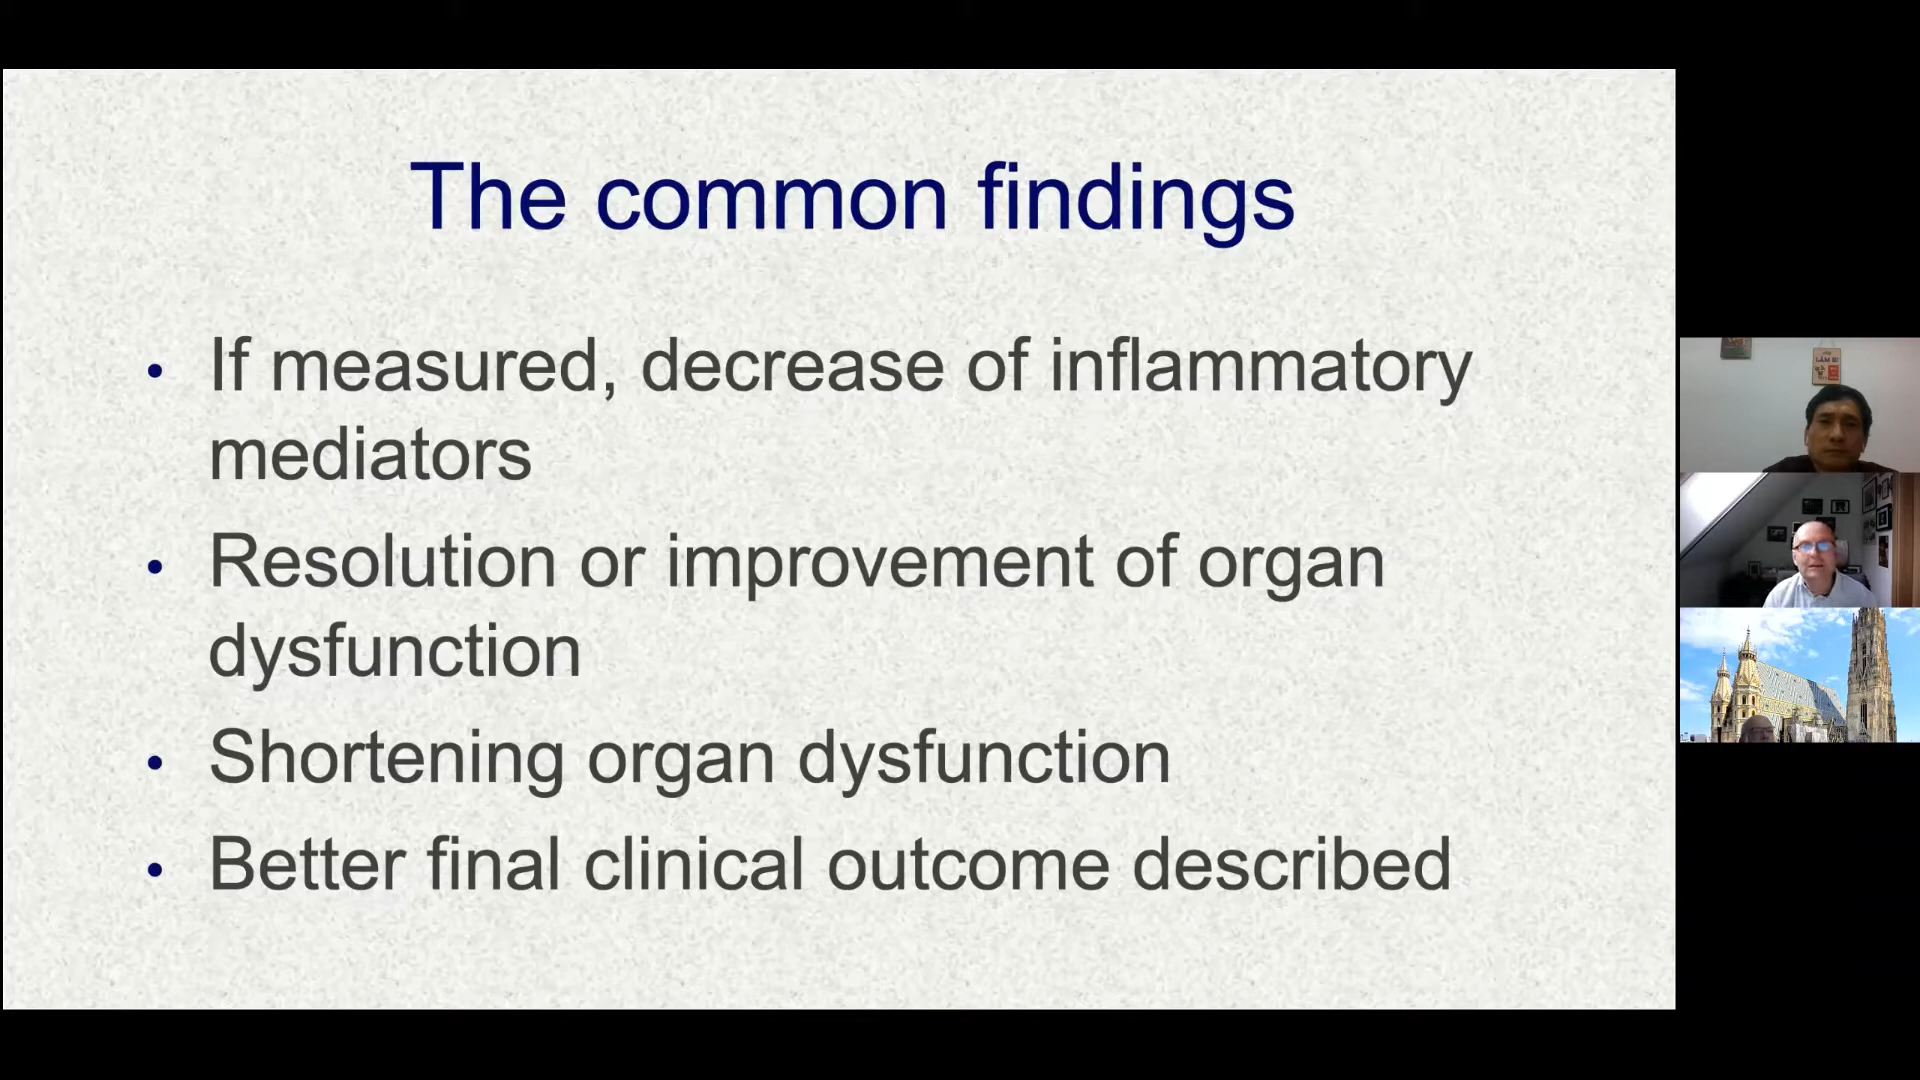 The common findings
• If measured, decrease of inflammatory
mediators
• Resolution or improvement of organ
dysfunction
• Shortening organ dysfunction
• Better final clinical outcome described